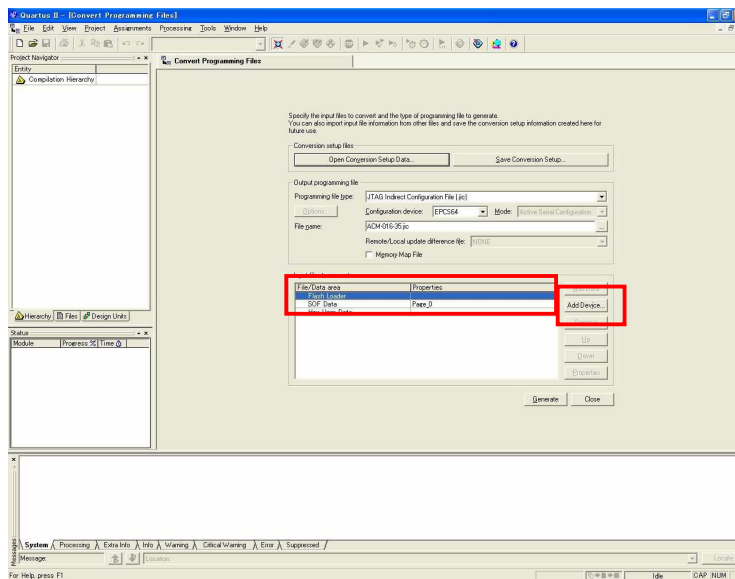 Quartus II - [Convert Programming Files]
File Edit View Project Assignments Processing Tools Window Help
Project Navigator
Convert Programming Files
Entity
Compilation Hierarchy
Specify the input files to convert and the type of programming file to generate.
You can also import input file information from other files and save the conversion setup information created here for
future use.
Conversion setup files
Open Conversion Setup Data...
Save Conversion Setup...
Output programming file
Programming file type:
JTAG Indirect Configuration File (.jic)
Options...
Configuration device:
EPCS64
Mode:
Active Serial Configuration
File name:
ACM-016-35.jic
...
Remote/Local update difference file:
NONE
Memory Map File
File/Data area
Properties
Flash Loader
SOF Data
Page_0
Add Device...
Up
Down
Properties
Generate
Close
Hierarchy Files Design Units
Status
Module
Progress %
Time
Messages
System Processing Extra Info Info Warning Critical Warning Error Suppressed
Message:
Location:
Locate
For Help, press F1
Idle
CAP NUM